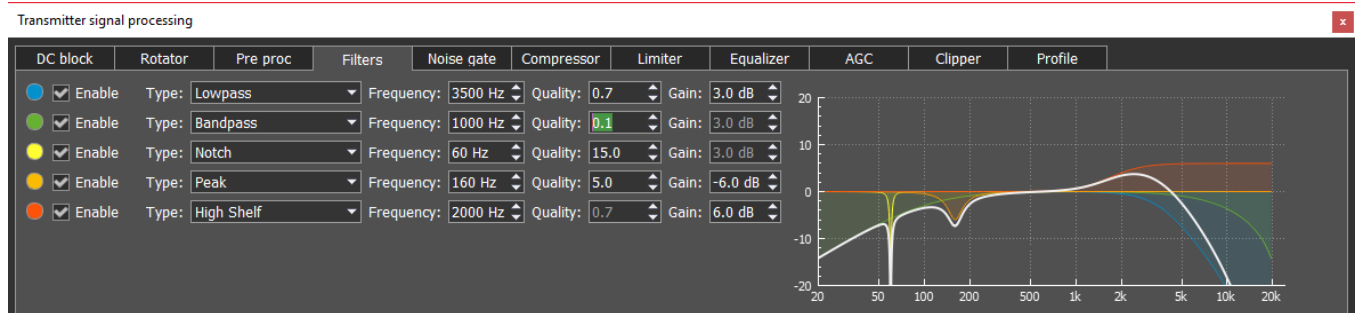 Transmitter signal processing x
DC block Rotator Pre proc Filters Noise gate Compressor Limiter Equalizer AGC Clipper Profile
Enable Type: Lowpass Frequency: 3500 Hz Quality: 0.7 Gain: 3.0 dB
Enable Type: Bandpass Frequency: 1000 Hz Quality: 0.1 Gain: 3.0 dB
Enable Type: Notch Frequency: 60 Hz Quality: 15.0 Gain: 3.0 dB
Enable Type: Peak Frequency: 160 Hz Quality: 5.0 Gain: -6.0 dB
Enable Type: High Shelf Frequency: 2000 Hz Quality: 0.7 Gain: 6.0 dB
20
10
0
-10
-20
20 50 100 200 500 1k 2k 5k 10k 20k